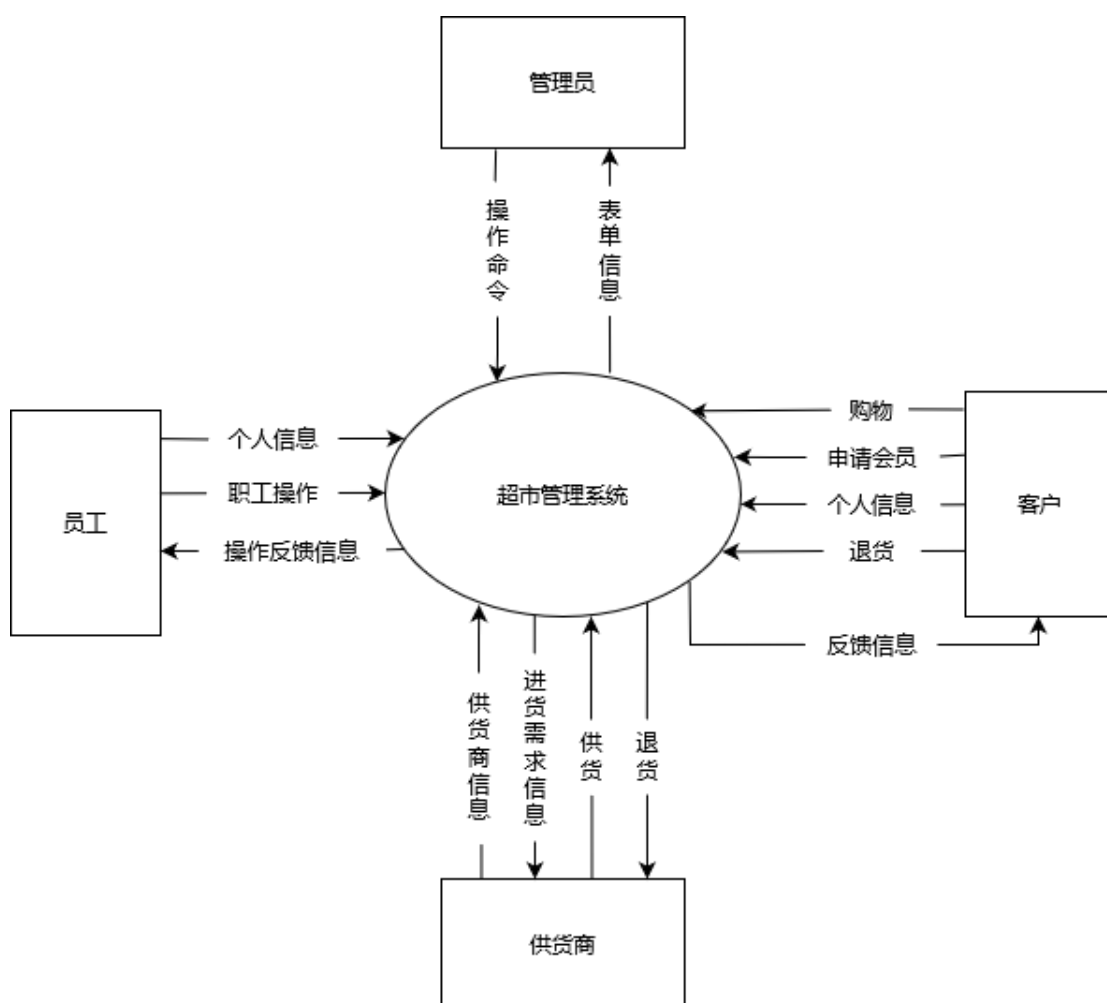 管理员
操作命令
表单信息
购物
个人信息
申请会员
职工操作
超市管理系统
个人信息
客户
员工
操作反馈信息
退货
反馈信息
供货商信息
进货需求信息
供货
退货
供货商